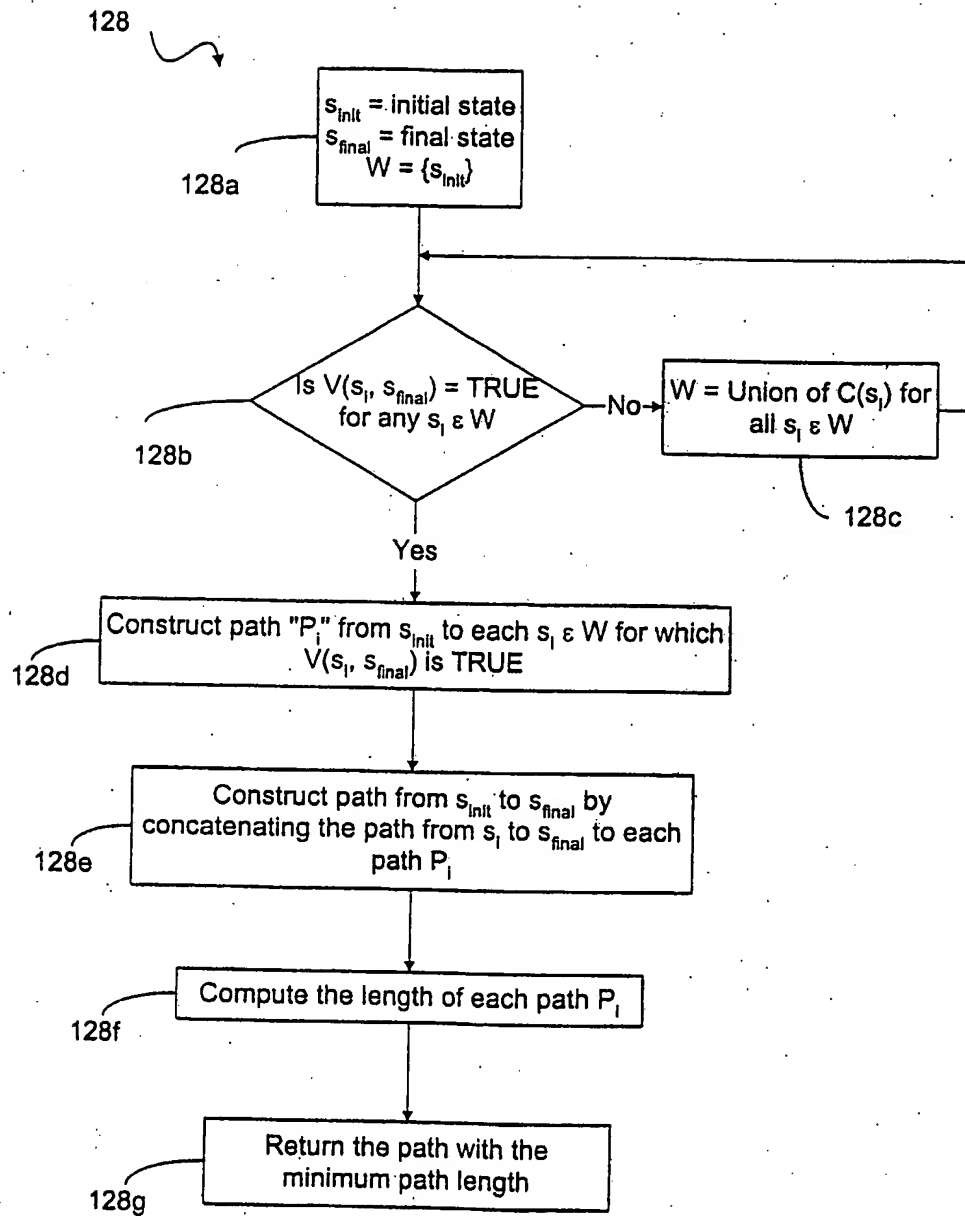 128
s_init = initial state
s_final = final state
W = {s_init}
128a
Is V(s_i, s_final) = TRUE
for any s_i ε W
128b
No
W = Union of C(s_i) for
all s_i ε W
128c
Yes
Construct path "P_i" from s_init to each s_i ε W for which
V(s_i, s_final) is TRUE
128d
Construct path from s_init to s_final by
concatenating the path from s_i to s_final to each
path P_i
128e
Compute the length of each path P_i
128f
Return the path with the
minimum path length
128g